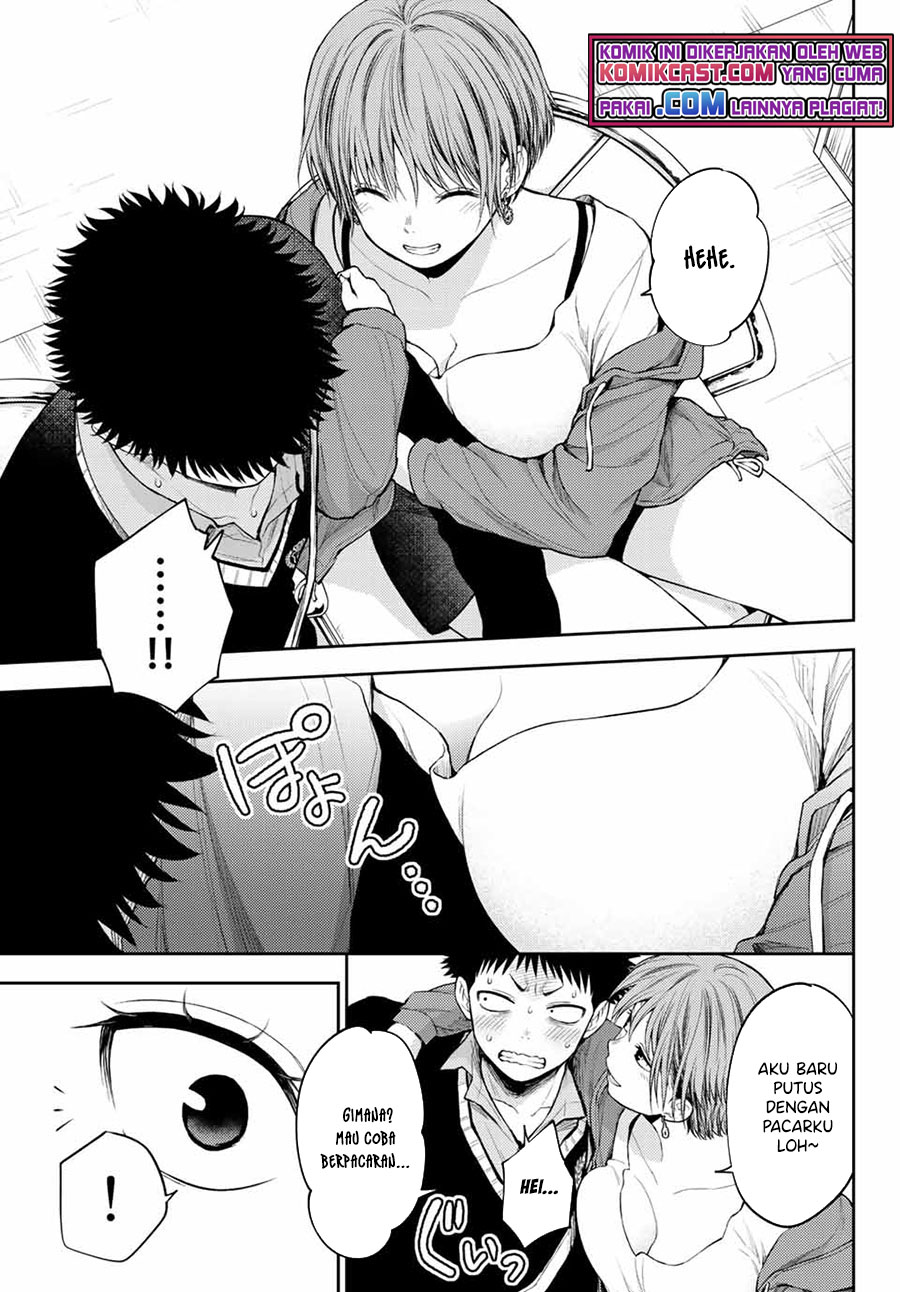 KOMIK INI DIKERJAKAN OLEH WEB
KOMIKCAST.COM YANG CUMA
PAKAI .COM LAINNYA PLAGIAT!
HEHE.
......!!
ぽよん...
AKU BARU
PUTUS
DENGAN
PACARKU
LOH~
GIMANA?
MAU COBA
BERPACARAN...
HEI...
ぐいっ
!